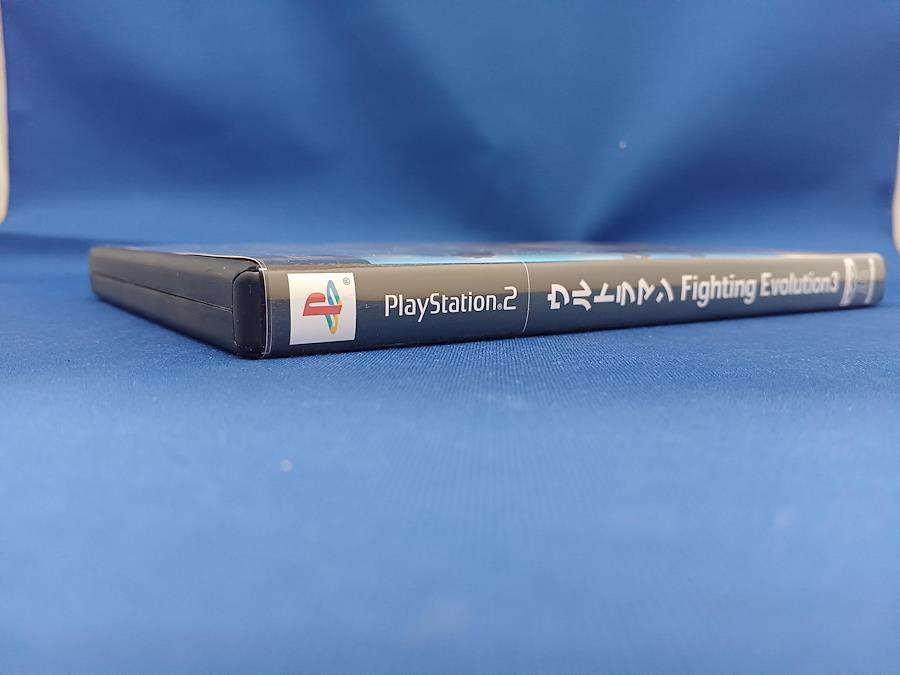 PlayStation®2
ウルトラマン Fighting Evolution3